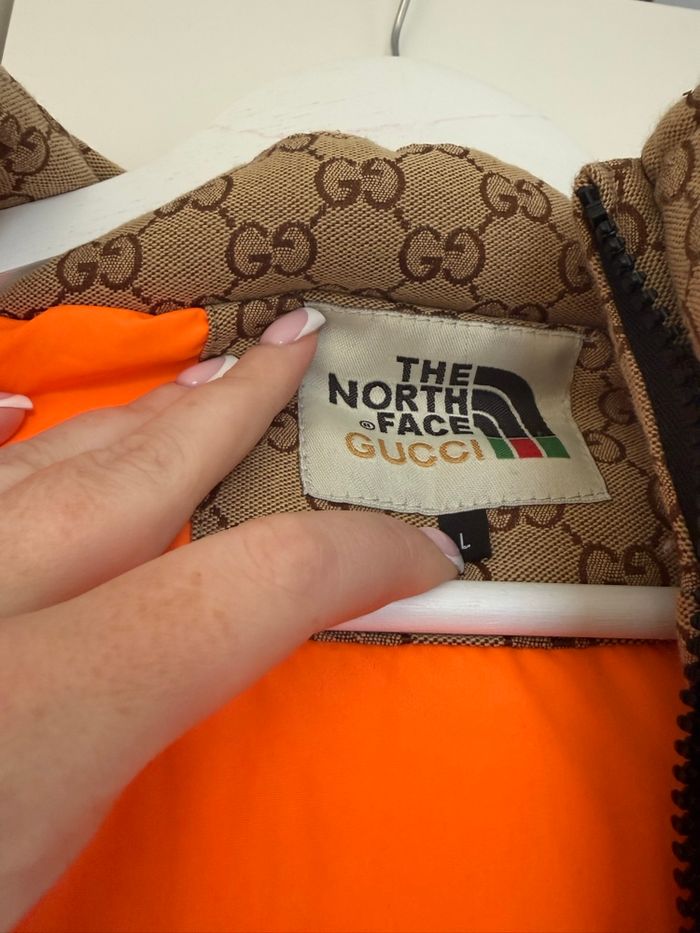 THE
NORTH
®FACE
GUCCI
L